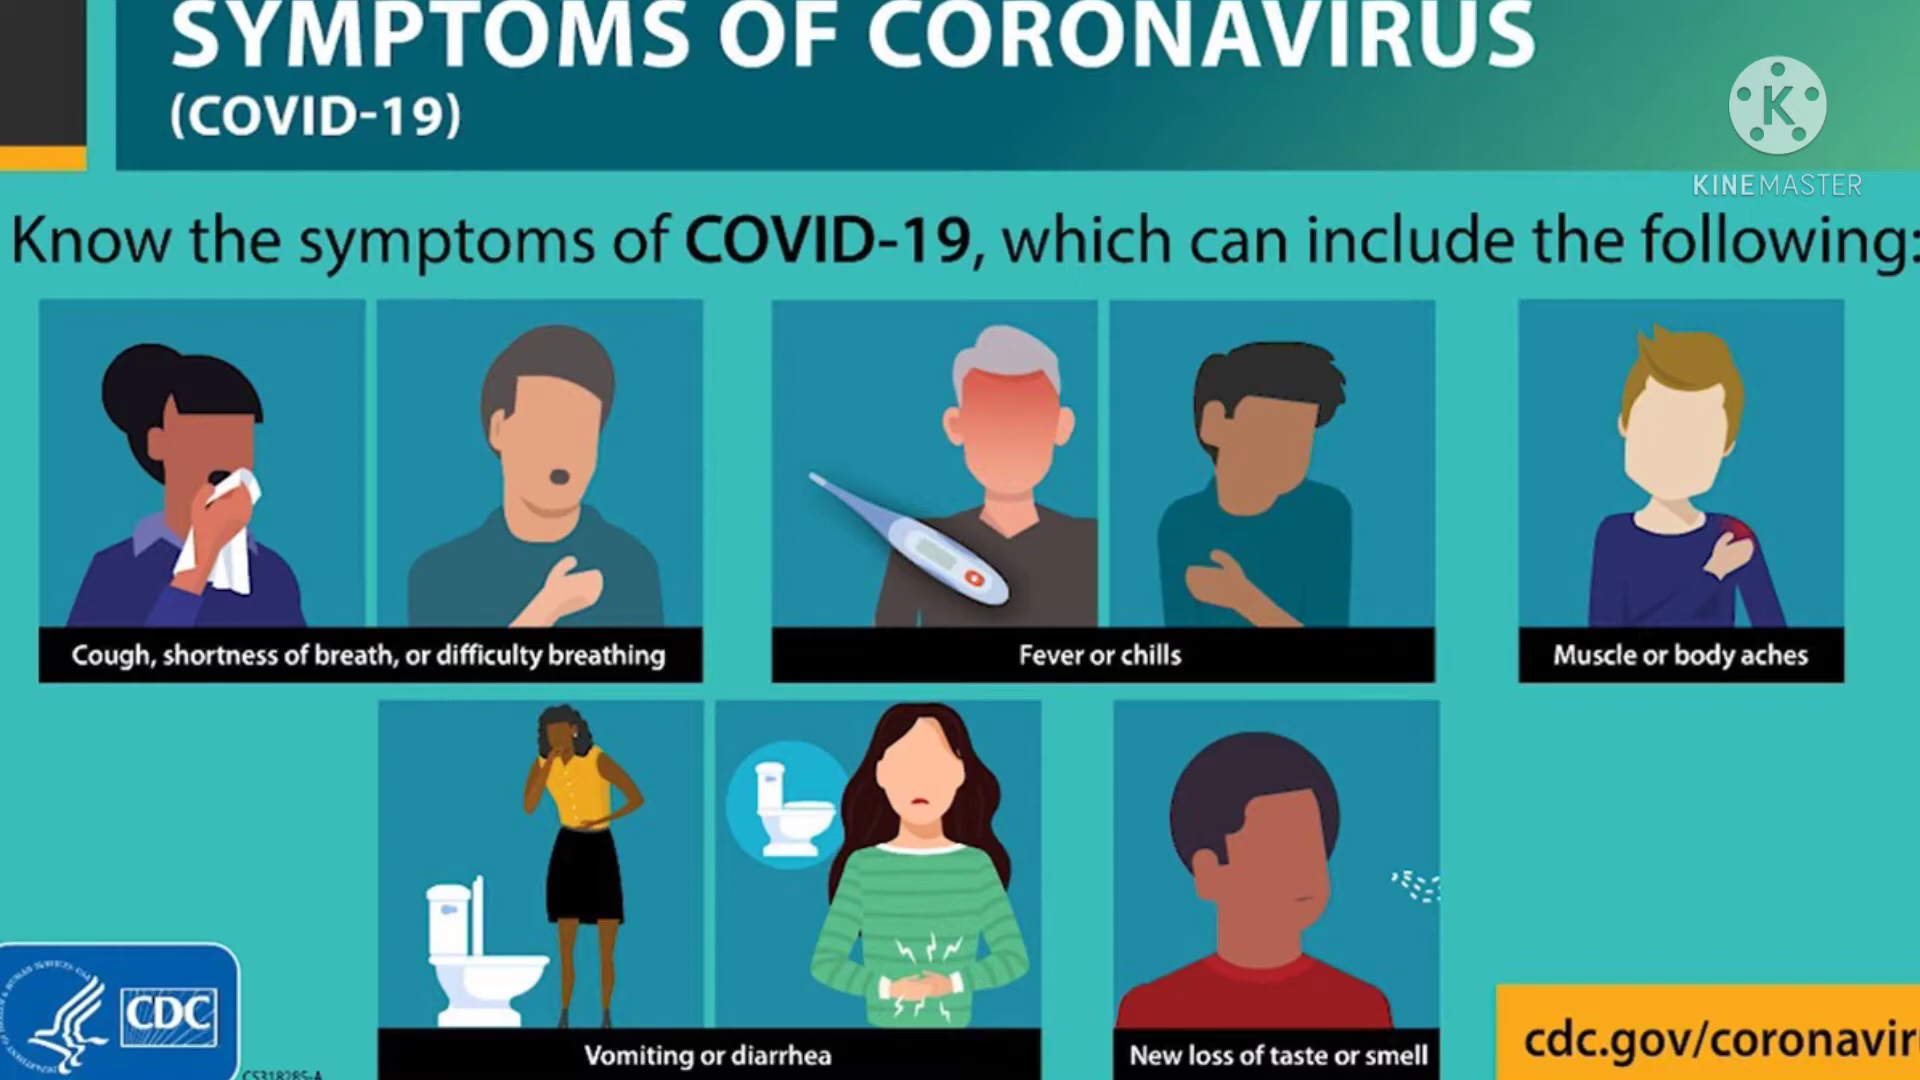 SYMPTOMS OF CORONAVIRUS
(COVID-19)
K
KINEMASTER
Know the symptoms of COVID-19, which can include the following:
Cough, shortness of breath, or difficulty breathing
Fever or chills
Muscle or body aches
Vomiting or diarrhea
New loss of taste or smell
CDC
cdc.gov/coronavir
CS318285-A